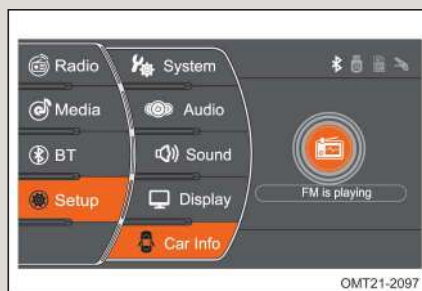 Radio
Media
BT
Setup
System
Audio
Sound
Display
Car Info
FM is playing
OMT21-2097